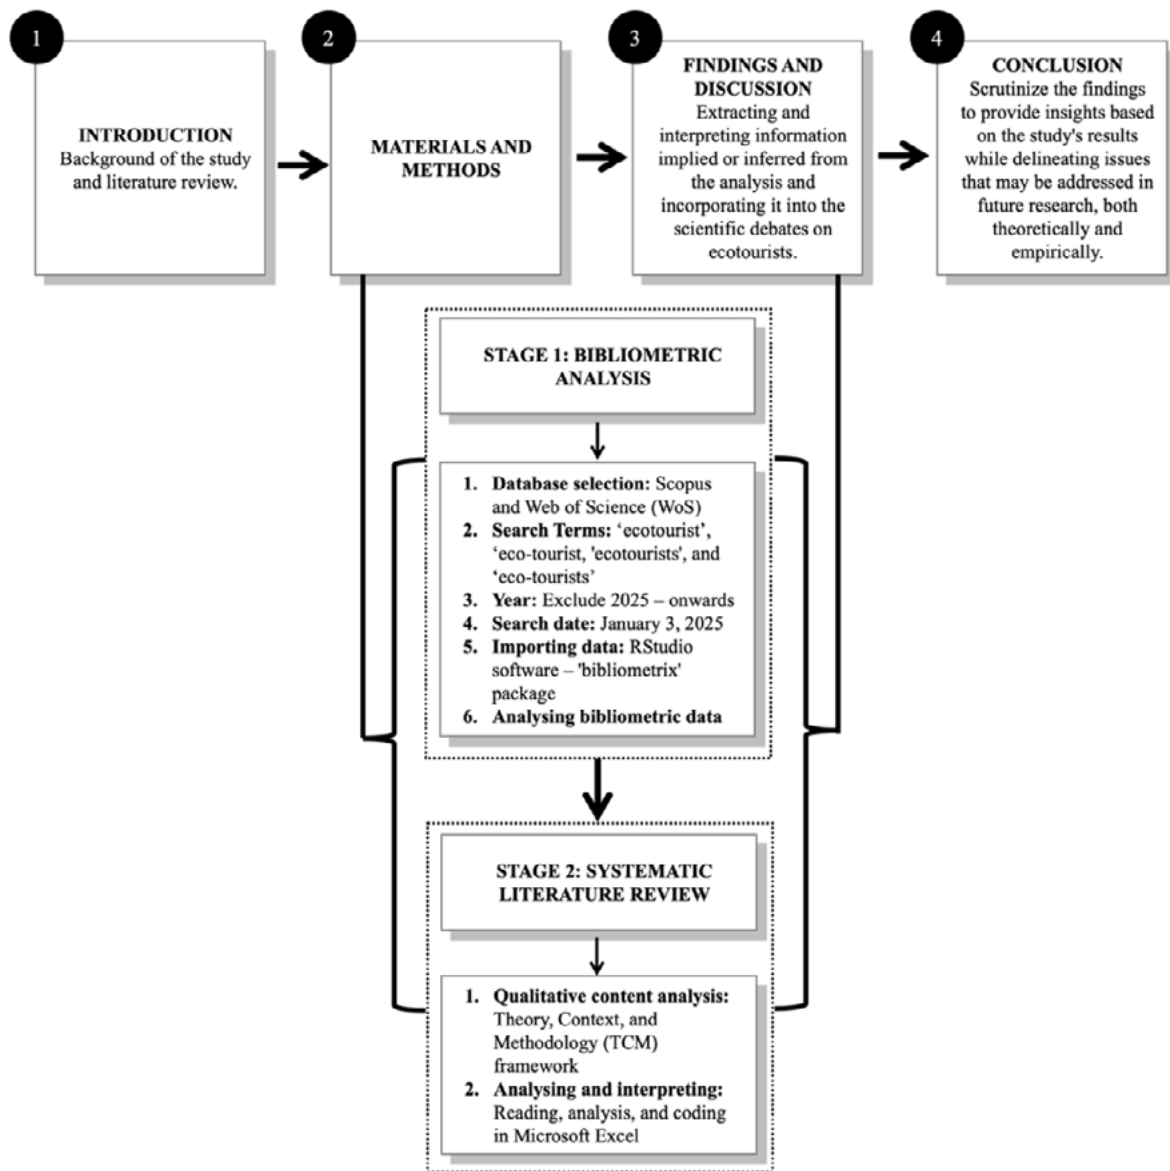 1
INTRODUCTION
Background of the study
and literature review.
2
MATERIALS AND
METHODS
3
FINDINGS AND
DISCUSSION
Extracting and
interpreting information
implied or inferred from
the analysis and
incorporating it into the
scientific debates on
ecotourists.
4
CONCLUSION
Scrutinize the findings
to provide insights based
on the study's results
while delineating issues
that may be addressed in
future research, both
theoretically and
empirically.
STAGE 1: BIBLIOMETRIC
ANALYSIS
1. Database selection: Scopus
and Web of Science (WoS)
2. Search Terms: ‘ecotourist’,
‘eco-tourist, 'ecotourists', and
‘eco-tourists’
3. Year: Exclude 2025 – onwards
4. Search date: January 3, 2025
5. Importing data: RStudio
software – 'bibliometrix'
package
6. Analysing bibliometric data
STAGE 2: SYSTEMATIC
LITERATURE REVIEW
1. Qualitative content analysis:
Theory, Context, and
Methodology (TCM)
framework
2. Analysing and interpreting:
Reading, analysis, and coding
in Microsoft Excel